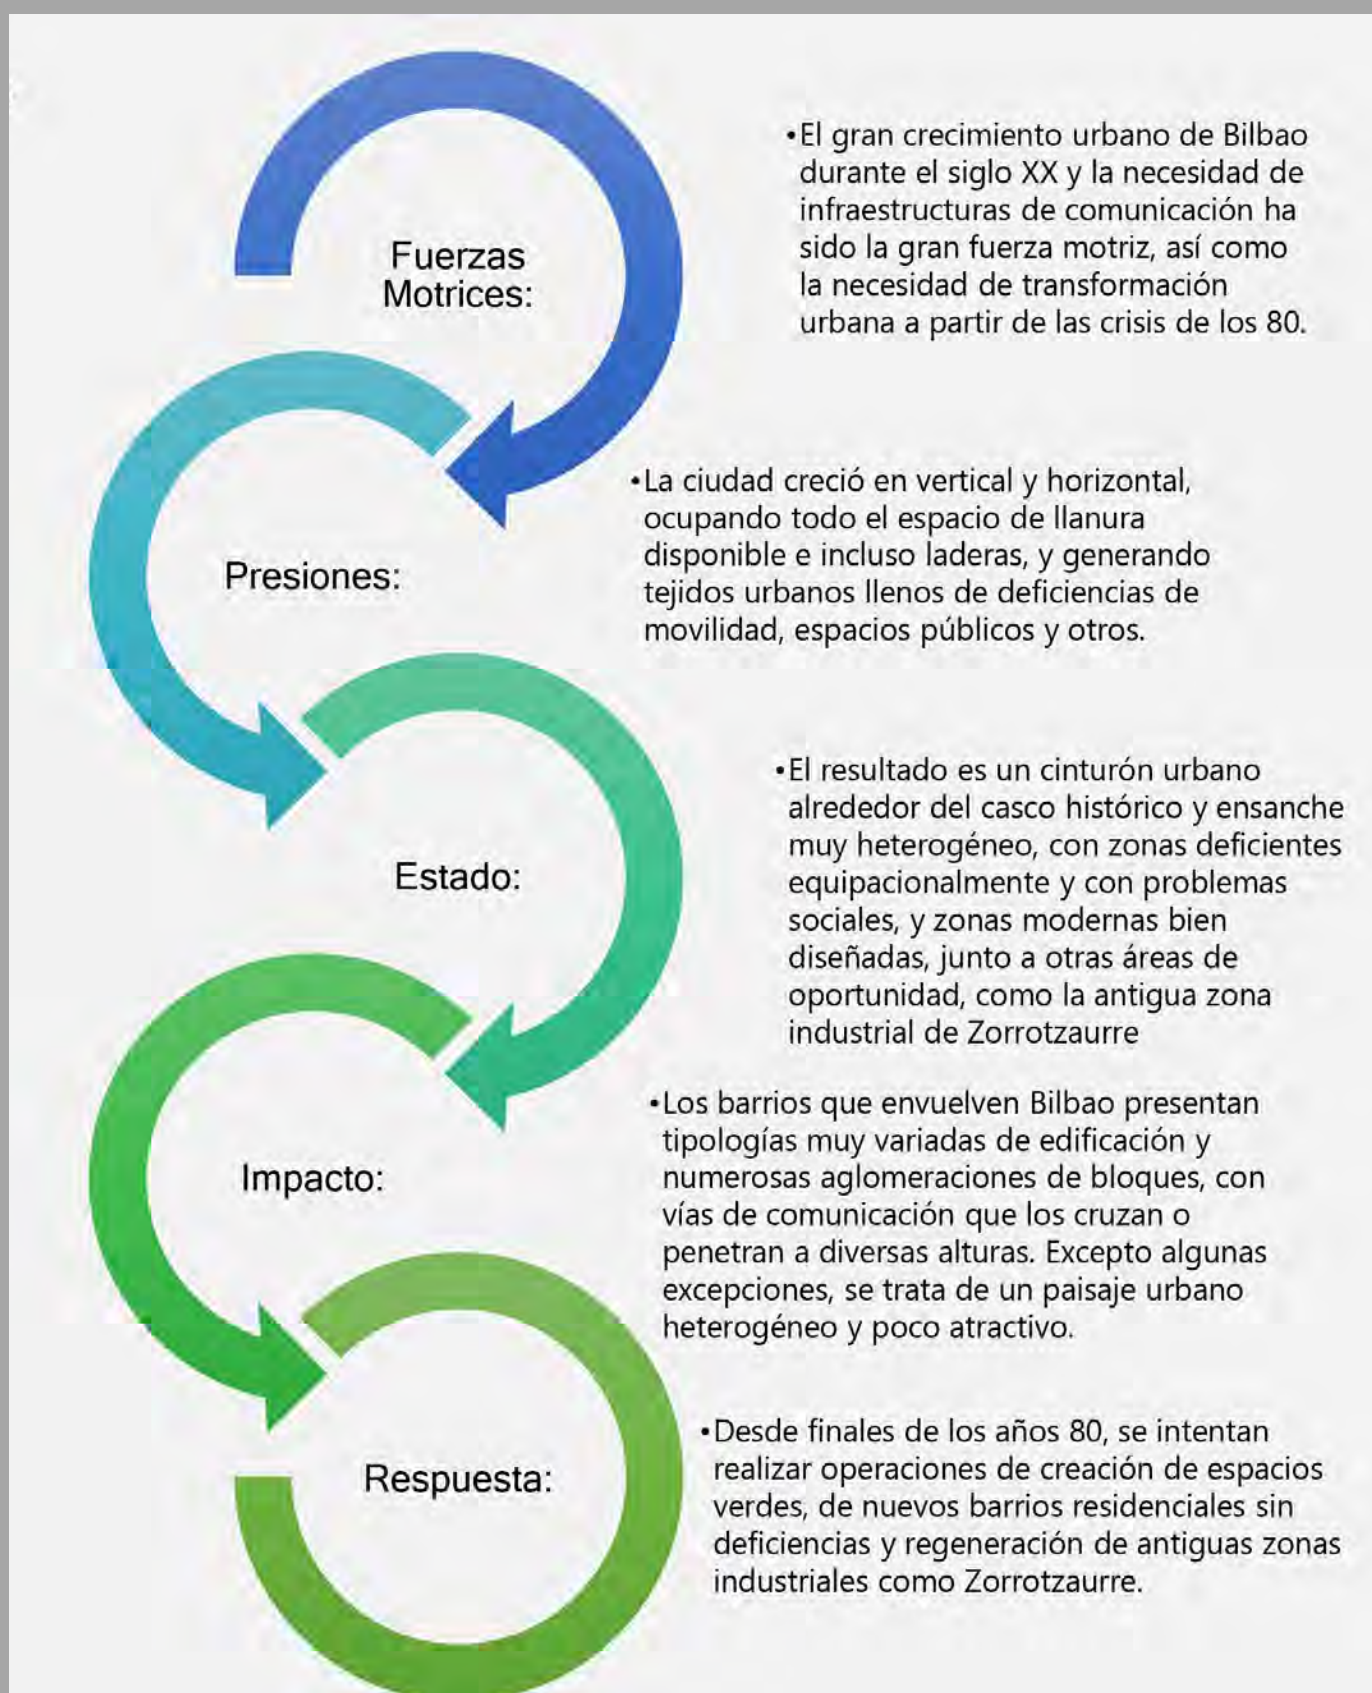 Fuerzas
Motrices:
•El gran crecimiento urbano de Bilbao
durante el siglo XX y la necesidad de
infraestructuras de comunicación ha
sido la gran fuerza motriz, así como
la necesidad de transformación
urbana a partir de las crisis de los 80.
Presiones:
•La ciudad creció en vertical y horizontal,
ocupando todo el espacio de llanura
disponible e incluso laderas, y generando
tejidos urbanos llenos de deficiencias de
movilidad, espacios públicos y otros.
Estado:
•El resultado es un cinturón urbano
alrededor del casco histórico y ensanche
muy heterogéneo, con zonas deficientes
equipacionalmente y con problemas
sociales, y zonas modernas bien
diseñadas, junto a otras áreas de
oportunidad, como la antigua zona
industrial de Zorrotzaurre
Impacto:
•Los barrios que envuelven Bilbao presentan
tipologías muy variadas de edificación y
numerosas aglomeraciones de bloques, con
vías de comunicación que los cruzan o
penetran a diversas alturas. Excepto algunas
excepciones, se trata de un paisaje urbano
heterogéneo y poco atractivo.
Respuesta:
•Desde finales de los años 80, se intentan
realizar operaciones de creación de espacios
verdes, de nuevos barrios residenciales sin
deficiencias y regeneración de antiguas zonas
industriales como Zorrotzaurre.